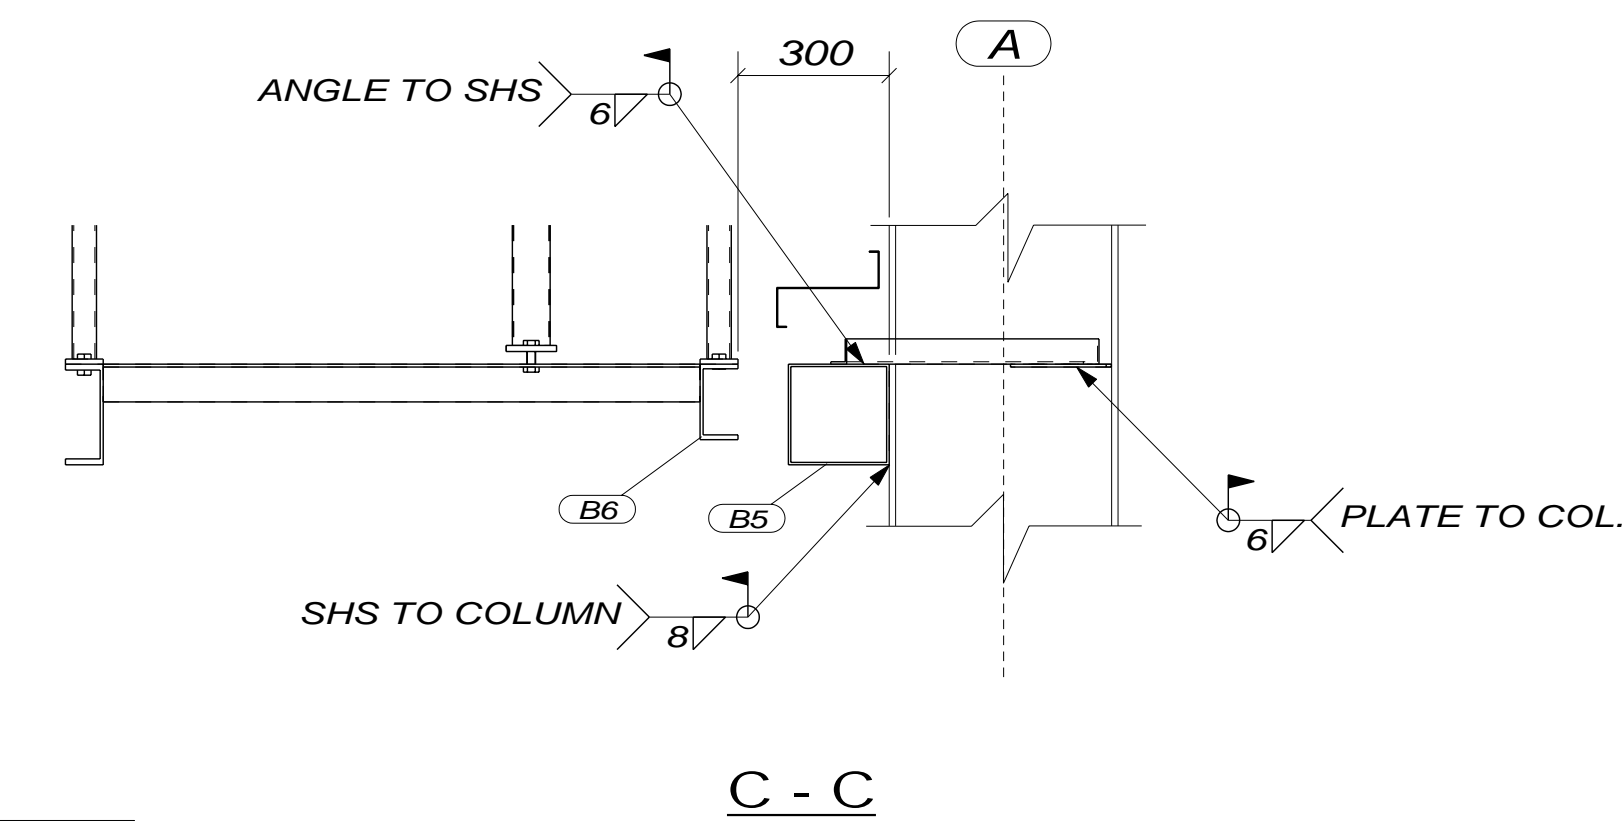 A
300
ANGLE TO SHS
6
B6
B5
PLATE TO COL.
6
SHS TO COLUMN
8
C - C